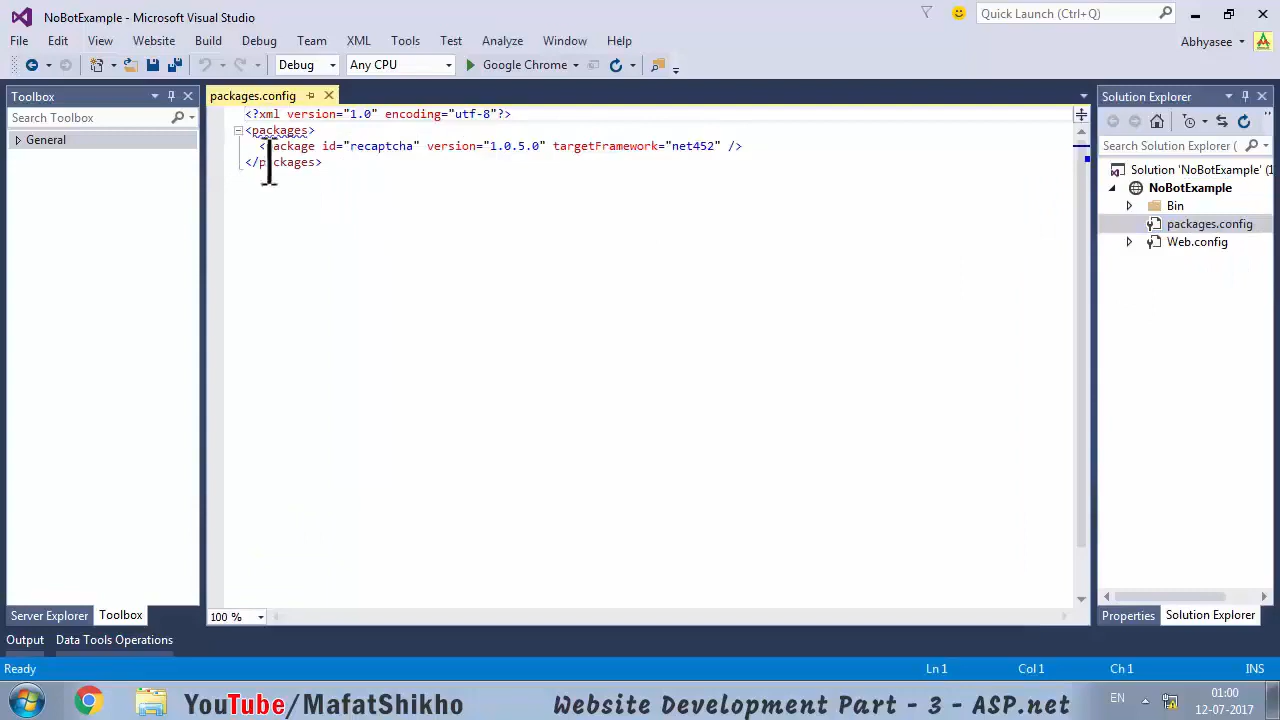 NoBotExample - Microsoft Visual Studio
Quick Launch (Ctrl+Q)
File Edit View Website Build Debug Team XML Tools Test Analyze Window Help
Abhyasee
Debug Any CPU Google Chrome
Toolbox
Search Toolbox
General
packages.config
<?xml version="1.0" encoding="utf-8"?>
<packages>
<package id="recaptcha" version="1.0.5.0" targetFramework="net452" />
</packages>
100 %
Solution Explorer
Search Solution Explorer (
Solution 'NoBotExample' (1
NoBotExample
Bin
packages.config
Web.config
Server Explorer Toolbox
Properties Solution Explorer
Output Data Tools Operations
Ready Ln 1 Col 1 Ch 1 INS
YouTube/MafatShikho Website Development Part - 3 - ASP.net
EN
01:00
12-07-2017